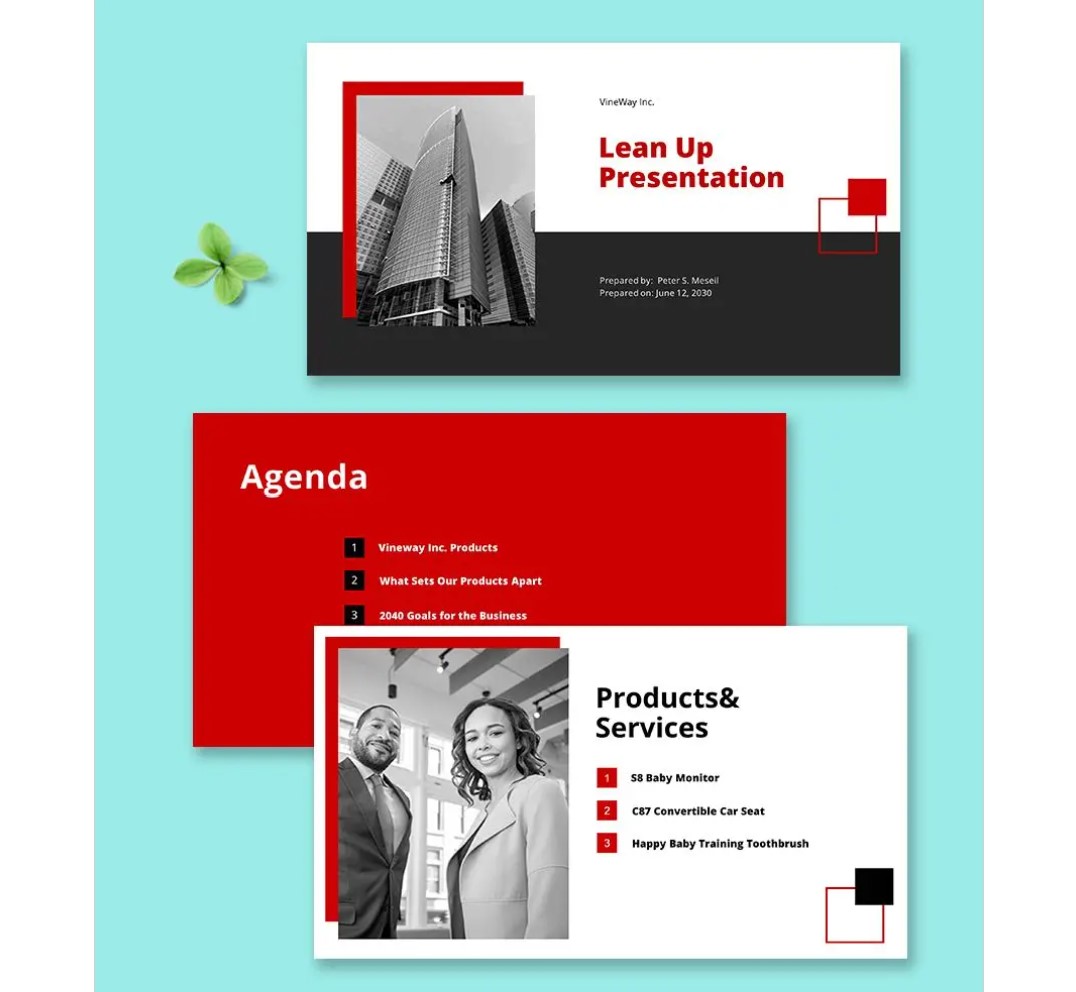 VineWay Inc.
Lean Up
Presentation
Prepared by: Peter S. Meseil
Prepared on: June 12, 2030
Agenda
1 Vineway Inc. Products
2 What Sets Our Products Apart
3 2040 Goals for the Business
Products&
Services
1 S8 Baby Monitor
2 C87 Convertible Car Seat
3 Happy Baby Training Toothbrush